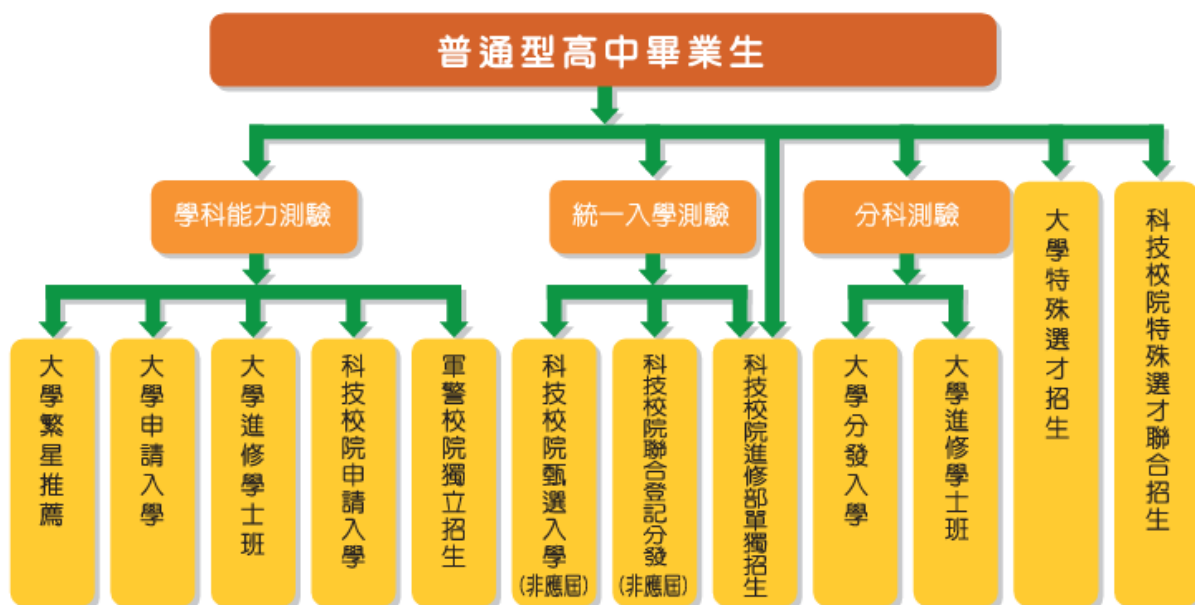 普通型高中畢業生
學科能力測驗
統一入學測驗
分科測驗
大學特殊選才招生
科技校院特殊選才聯合招生
大學繁星推薦
大學申請入學
大學進修學士班
科技校院申請入學
軍警校院獨立招生
科技校院甄選入學
(非應屆)
科技校院聯合登記分發
(非應屆)
科技校院進修部單獨招生
大學分發入學
大學進修學士班